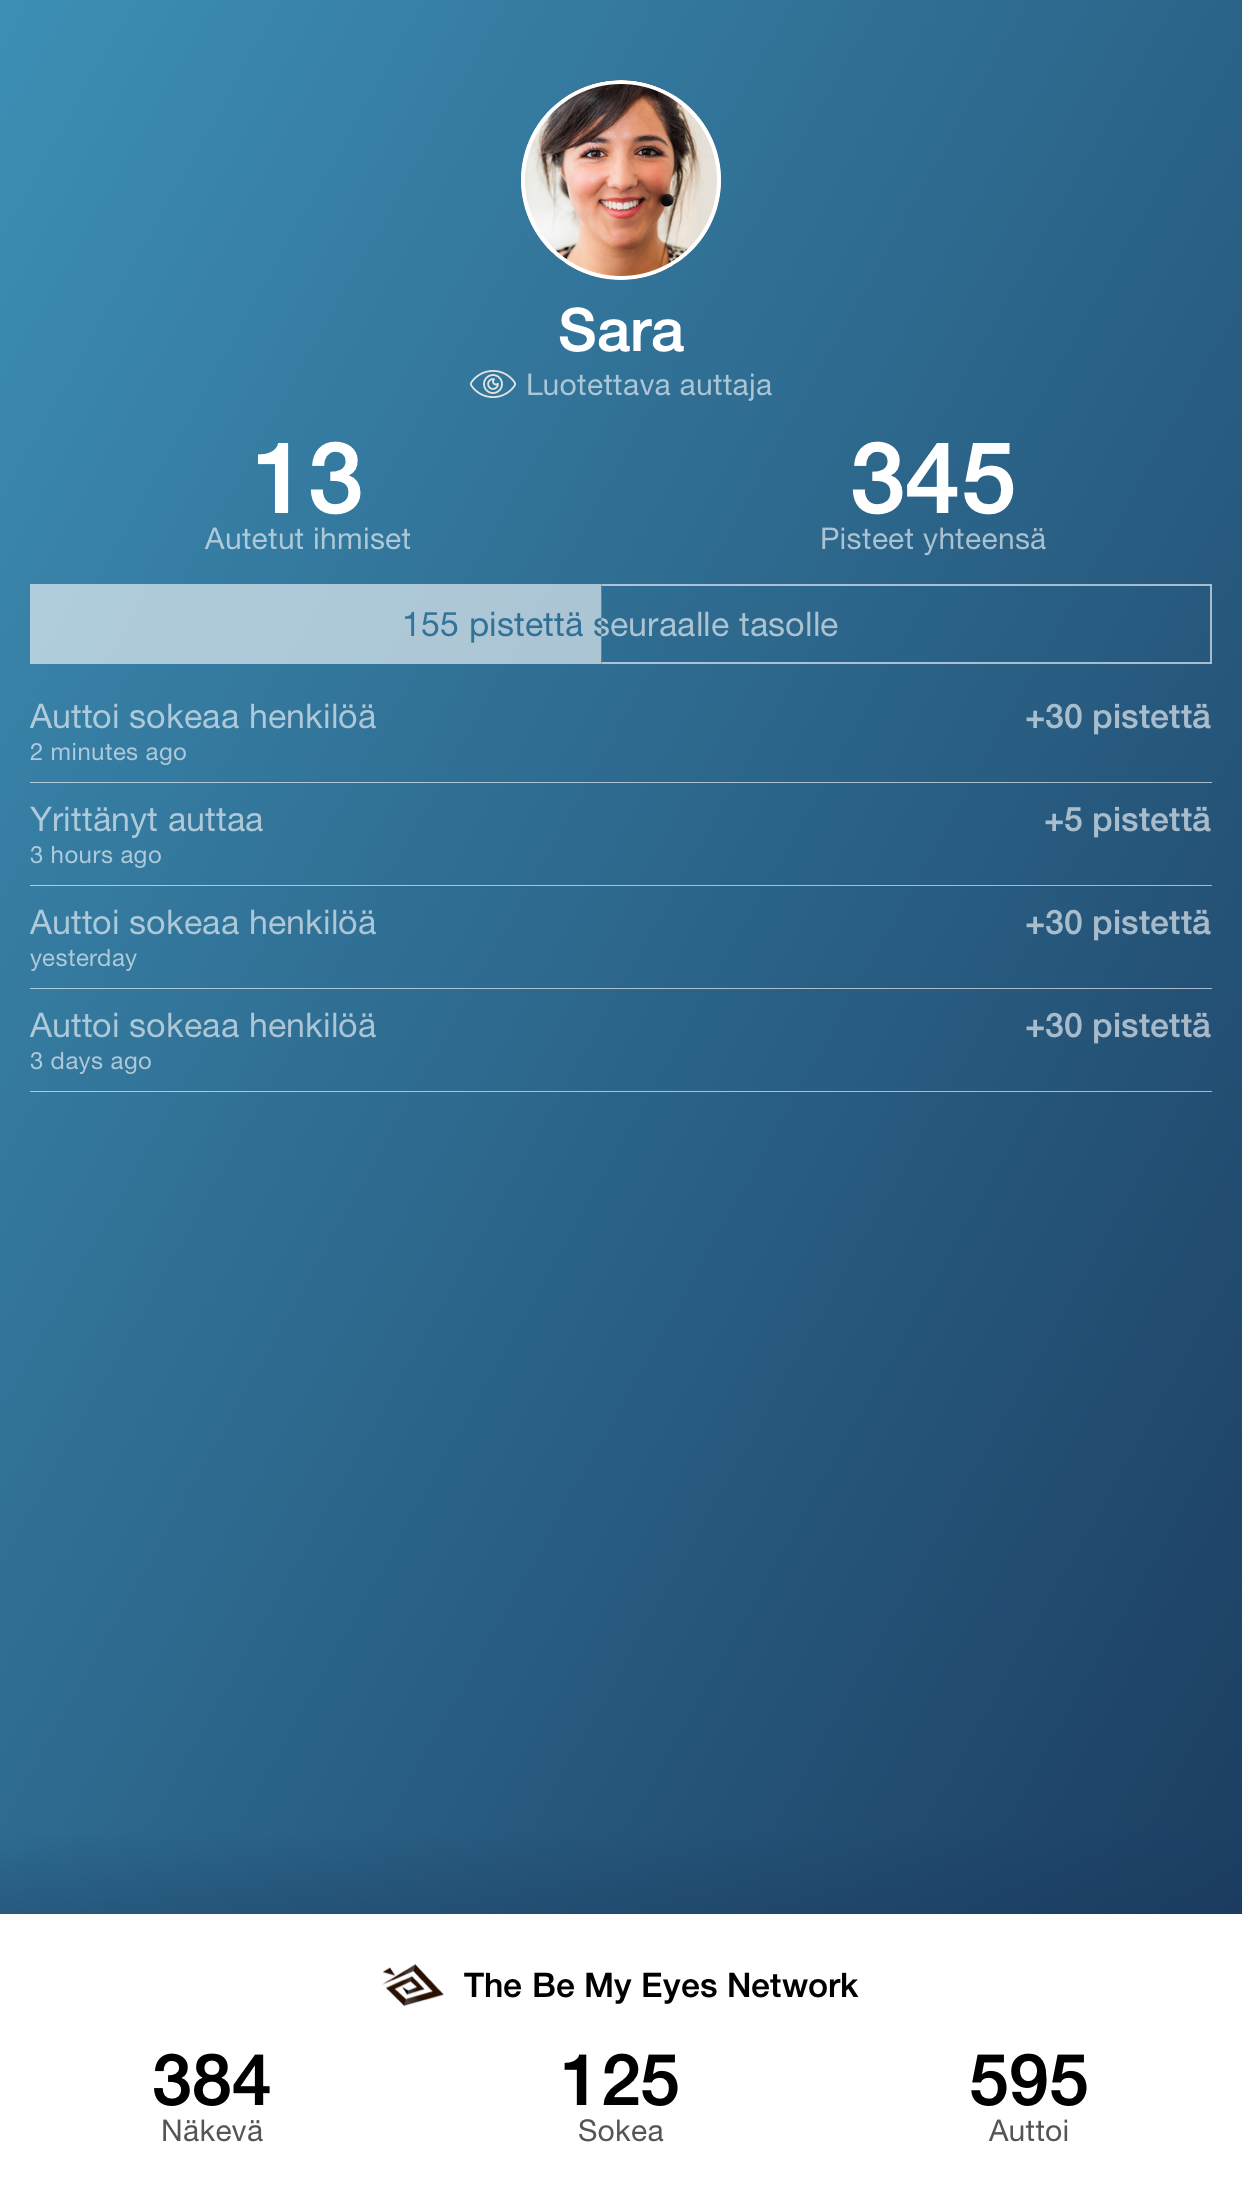 Sara
Luotettava auttaja
13
Autetut ihmiset
345
Pisteet yhteensä
155 pistettä seuraalle tasolle
Auttoi sokeaa henkilöä
+30 pistettä
2 minutes ago
Yrittänyt auttaa
+5 pistettä
3 hours ago
Auttoi sokeaa henkilöä
+30 pistettä
yesterday
Auttoi sokeaa henkilöä
+30 pistettä
3 days ago
The Be My Eyes Network
384
Näkevä
125
Sokea
595
Auttoi